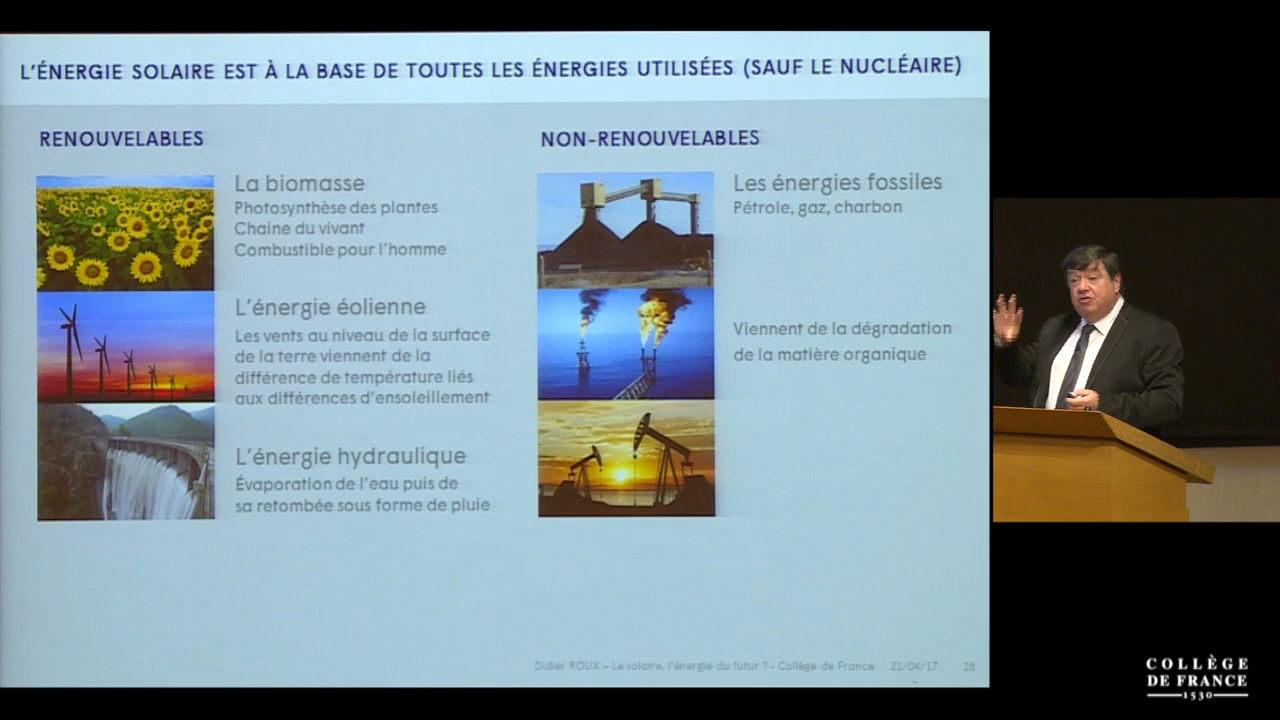 L'ÉNERGIE SOLAIRE EST À LA BASE DE TOUTES LES ÉNERGIES UTILISÉES (SAUF LE NUCLÉAIRE)
RENOUVELABLES
La biomasse
Photosynthèse des plantes
Chaine du vivant
Combustible pour l'homme
L'énergie éolienne
Les vents au niveau de la surface
de la terre viennent de la
différence de température liés
aux différences d'ensoleillement
L'énergie hydraulique
Évaporation de l'eau puis de
sa retombée sous forme de pluie
NON-RENOUVELABLES
Les énergies fossiles
Pétrole, gaz, charbon
Viennent de la dégradation
de la matière organique
Didier ROUX – Le solaire, l'énergie du futur ? - Collège de France 21/04/17 28
COLLÈGE
DE FRANCE
1530